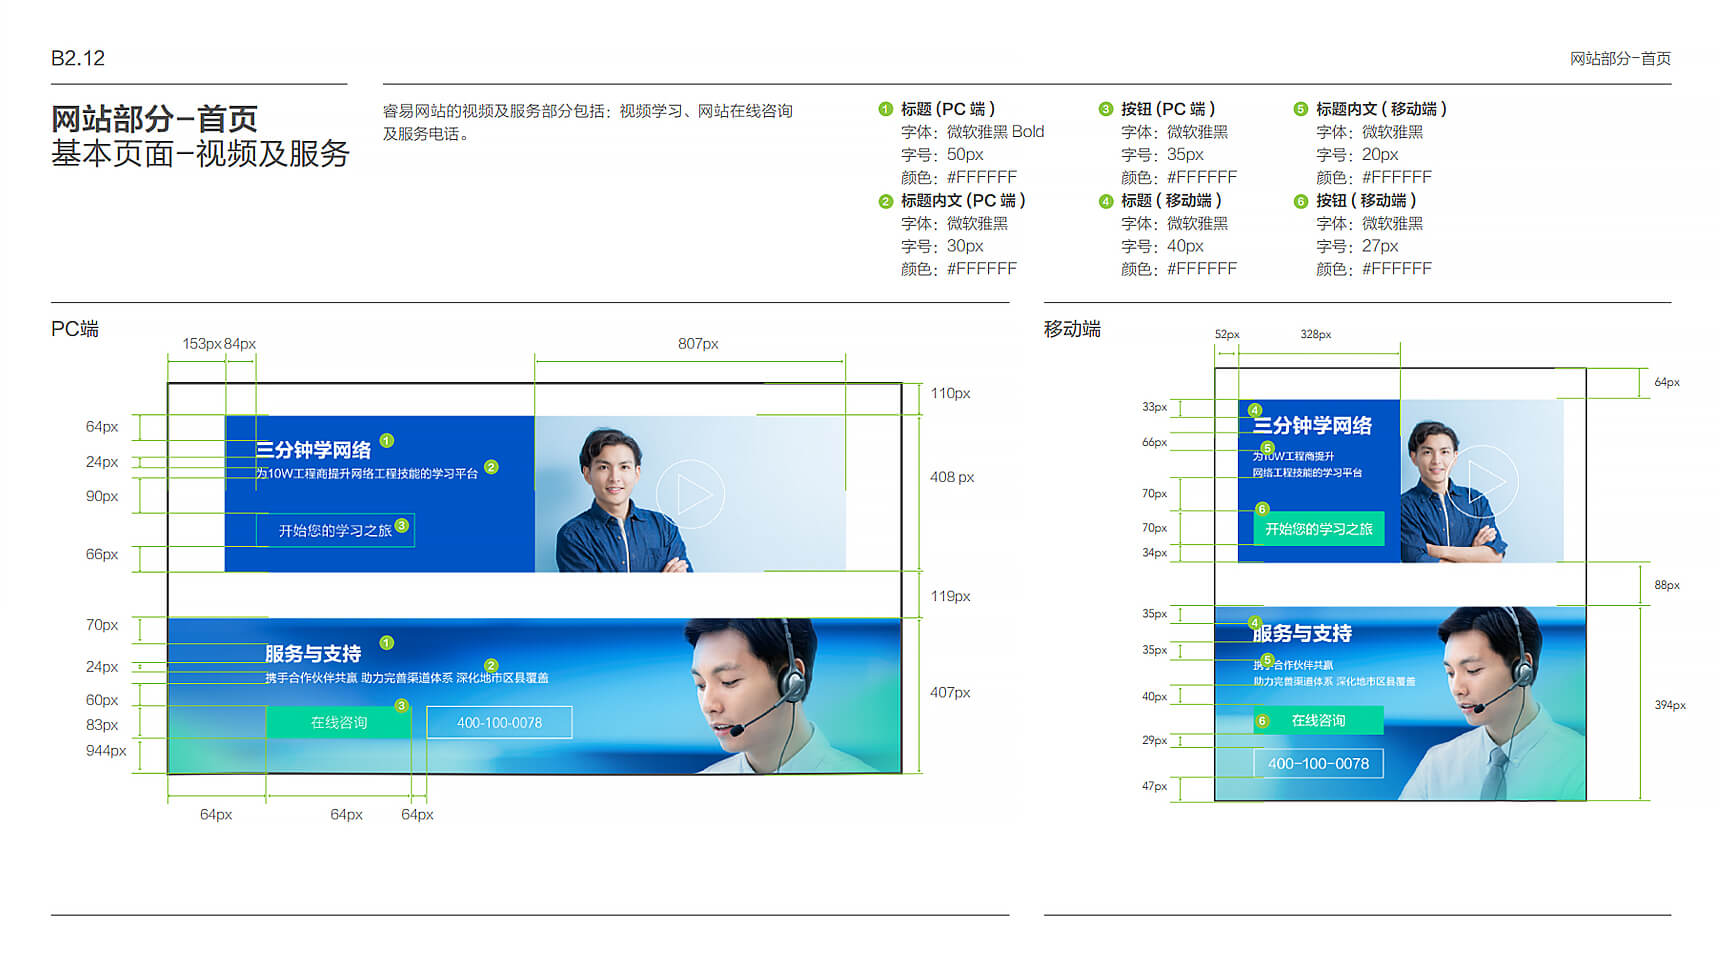 B2.12
网站部分–首页
网站部分–首页
基本页面–视频及服务
睿易网站的视频及服务部分包括：视频学习、网站在线咨询
及服务电话。
1 标题 (PC 端 )
字体：微软雅黑 Bold
字号：50px
颜色：#FFFFFF
2 标题内文 (PC 端 )
字体：微软雅黑
字号：30px
颜色：#FFFFFF
3 按钮 (PC 端 )
字体：微软雅黑
字号：35px
颜色：#FFFFFF
4 标题 ( 移动端 )
字体：微软雅黑
字号：40px
颜色：#FFFFFF
5 标题内文 ( 移动端 )
字体：微软雅黑
字号：20px
颜色：#FFFFFF
6 按钮 ( 移动端 )
字体：微软雅黑
字号：27px
颜色：#FFFFFF
PC端
153px 84px
807px
110px
64px
24px
90px
66px
408 px
三分钟学网络 1
为10W工程商提升网络工程技能的学习平台 2
开始您的学习之旅 3
119px
70px
24px
60px
83px
944px
407px
服务与支持 1
2
携手合作伙伴共赢 助力完善渠道体系 深化地市区县覆盖
在线咨询 3
400-100-0078
64px
64px
64px
移动端
52px
328px
64px
33px
66px
70px
70px
34px
4
三分钟学网络
5
为10W工程商提升
网络工程技能的学习平台
6
开始您的学习之旅
88px
35px
35px
40px
29px
47px
394px
4
服务与支持
5
携手合作伙伴共赢
助力完善渠道体系 深化地市区县覆盖
6 在线咨询
400-100-0078